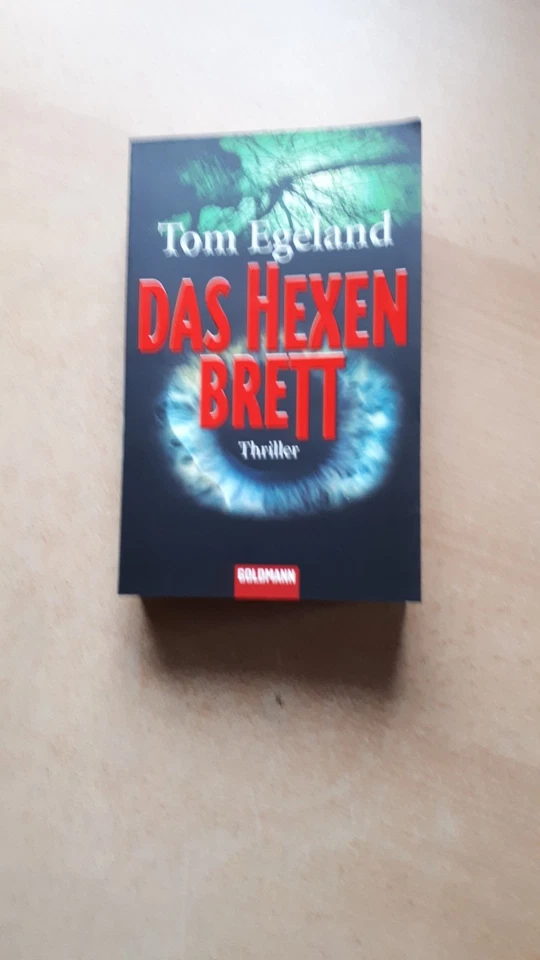 Tom Egeland
DAS HEXEN
BRETT
Thriller
GOLDMANN